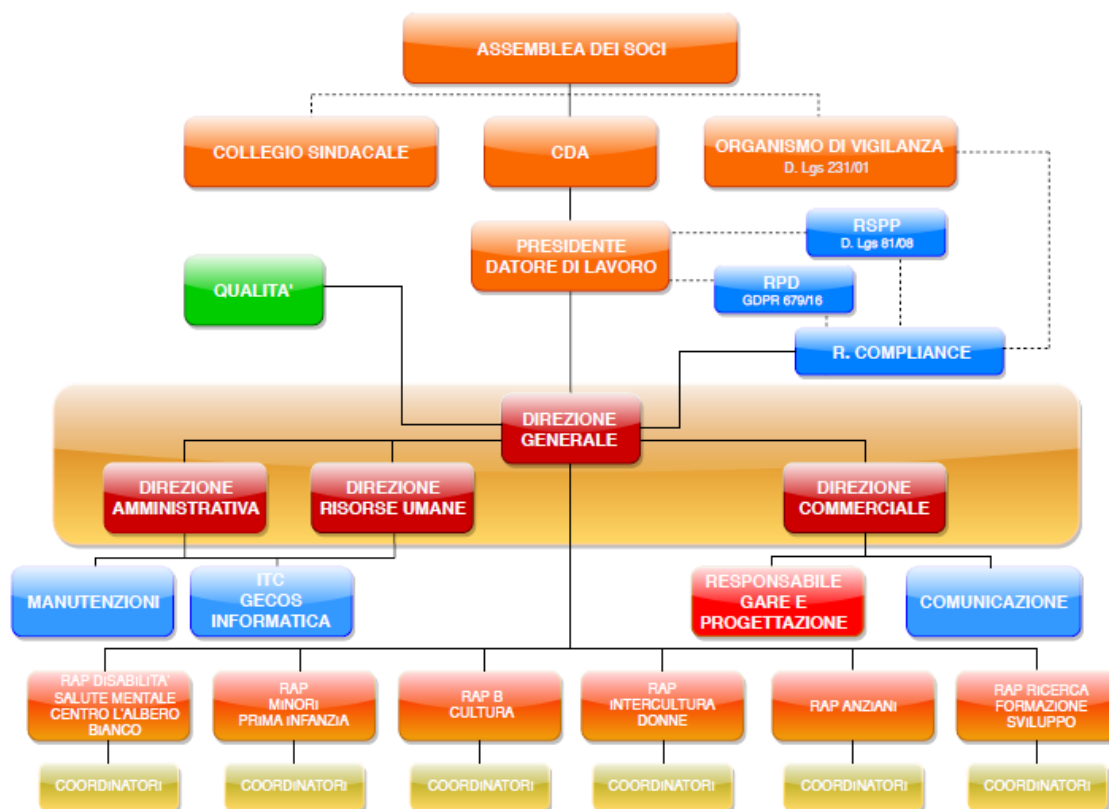 ASSEMBLEA DEI SOCI
COLLEGIO SINDACALE
CDA
ORGANISMO DI VIGILANZA
D. Lgs 231/01
PRESIDENTE
DATORE DI LAVORO
RSPP
D. Lgs 81/08
RPD
GDPR 679/16
QUALITA'
R. COMPLIANCE
DIREZIONE
GENERALE
DIREZIONE
AMMINISTRATIVA
DIREZIONE
RISORSE UMANE
DIREZIONE
COMMERCIALE
MANUTENZIONI
ITC
GECOS
INFORMATICA
RESPONSABILE
GARE E
PROGETTAZIONE
COMUNICAZIONE
RAP DISABILITA'
SALUTE MENTALE
CENTRO L'ALBERO
BIANCO
RAP
MINORI
PRIMA INFANZIA
RAP B
CULTURA
RAP
INTERCULTURA
DONNE
RAP ANZIANI
RAP RICERCA
FORMAZIONE
SVILUPPO
COORDINATORI
COORDINATORI
COORDINATORI
COORDINATORI
COORDINATORI
COORDINATORI